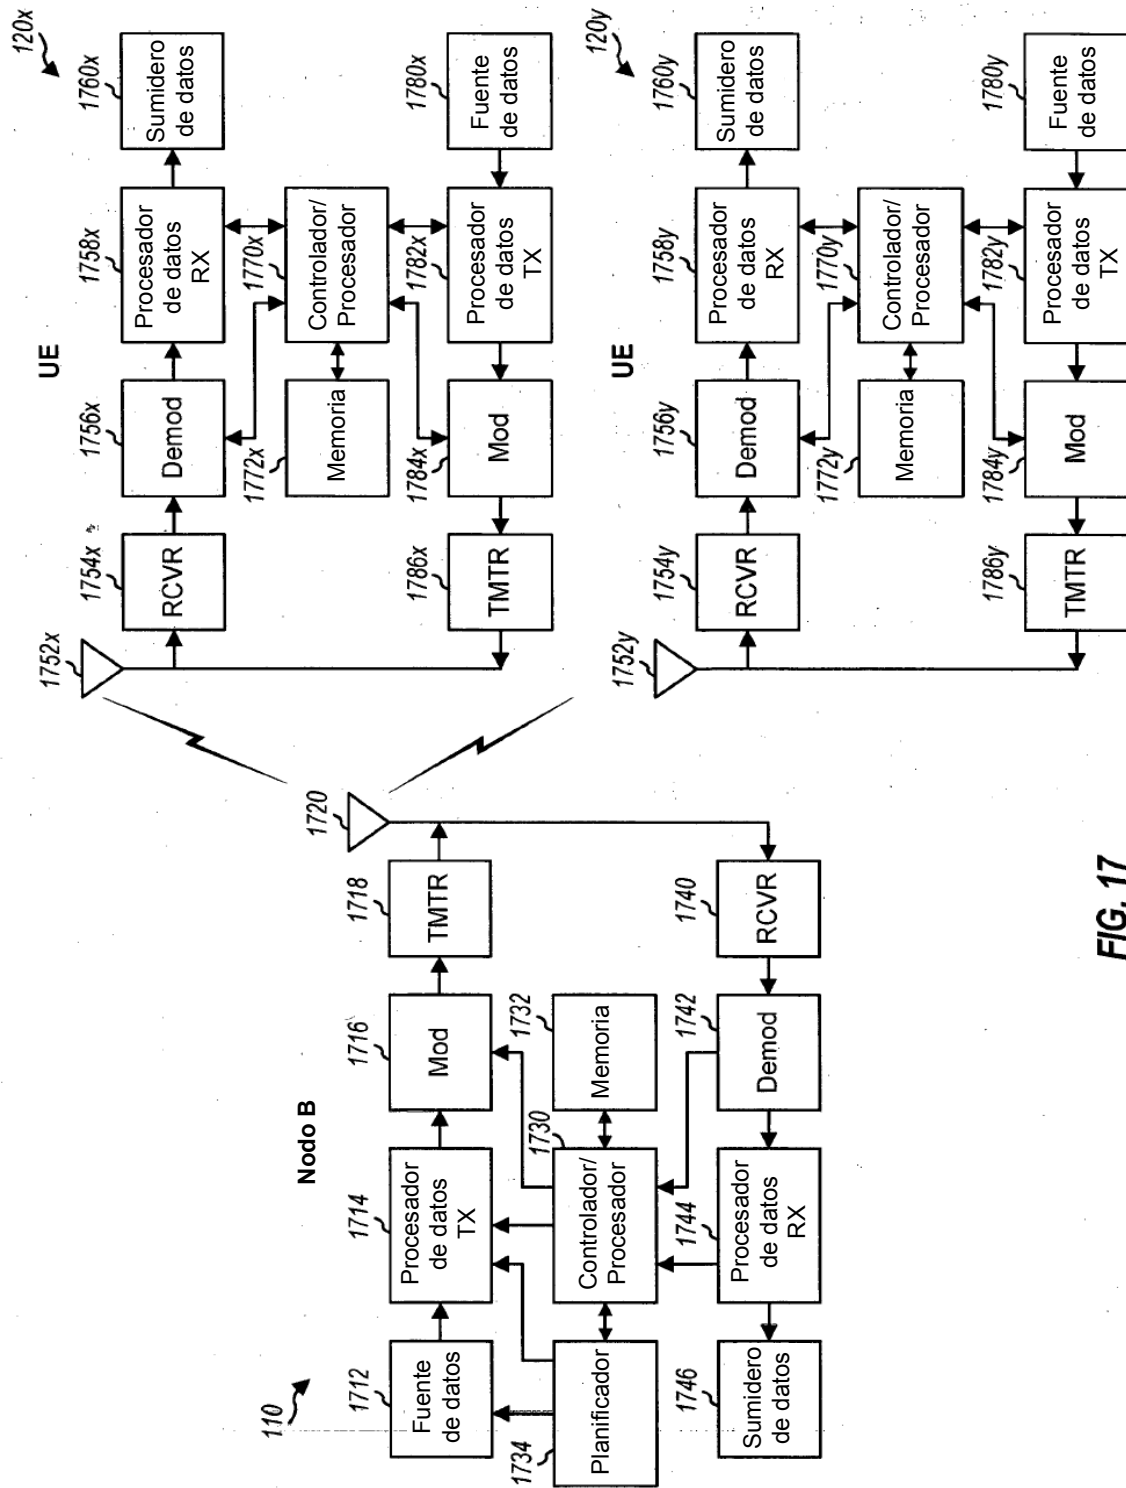 110
Nodo B
1712
Fuente
de datos
1714
Procesador
de datos
TX
1716
Mod
1718
TMTR
1720
1734
Planificador
1730
Controlador/
Procesador
1732
Memoria
1746
Sumidero
de datos
1744
Procesador
de datos
RX
1742
Demod
1740
RCVR
120x
UE
1752x
1754x
RCVR
1756x
Demod
1758x
Procesador
de datos
RX
1760x
Sumidero
de datos
1772x
Memoria
1770x
Controlador/
Procesador
1786x
TMTR
1784x
Mod
1782x
Procesador
de datos
TX
1780x
Fuente
de datos
120y
UE
1752y
1754y
RCVR
1756y
Demod
1758y
Procesador
de datos
RX
1760y
Sumidero
de datos
1772y
Memoria
1770y
Controlador/
Procesador
1786y
TMTR
1784y
Mod
1782y
Procesador
de datos
TX
1780y
Fuente
de datos
FIG. 17